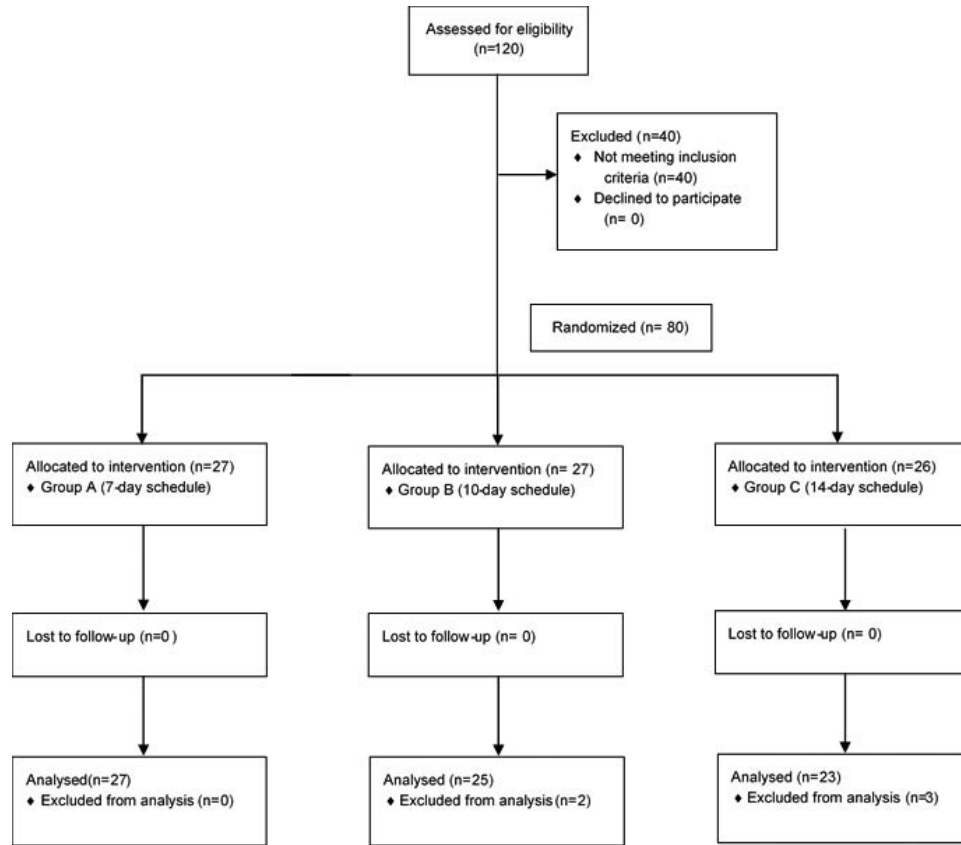 Assessed for eligibility
(n=120)
Excluded (n=40)
♦ Not meeting inclusion
criteria (n=40)
♦ Declined to participate
(n= 0)
Randomized (n= 80)
Allocated to intervention (n=27)
♦ Group A (7-day schedule)
Allocated to intervention (n= 27)
♦ Group B (10-day schedule)
Allocated to intervention (n=26)
♦ Group C (14-day schedule)
Lost to follow-up (n=0 )
Lost to follow-up (n= 0)
Lost to follow-up (n= 0)
Analysed(n=27)
♦ Excluded from analysis (n=0)
Analysed (n=25)
♦ Excluded from analysis (n=2)
Analysed (n=23)
♦ Excluded from analysis (n=3)